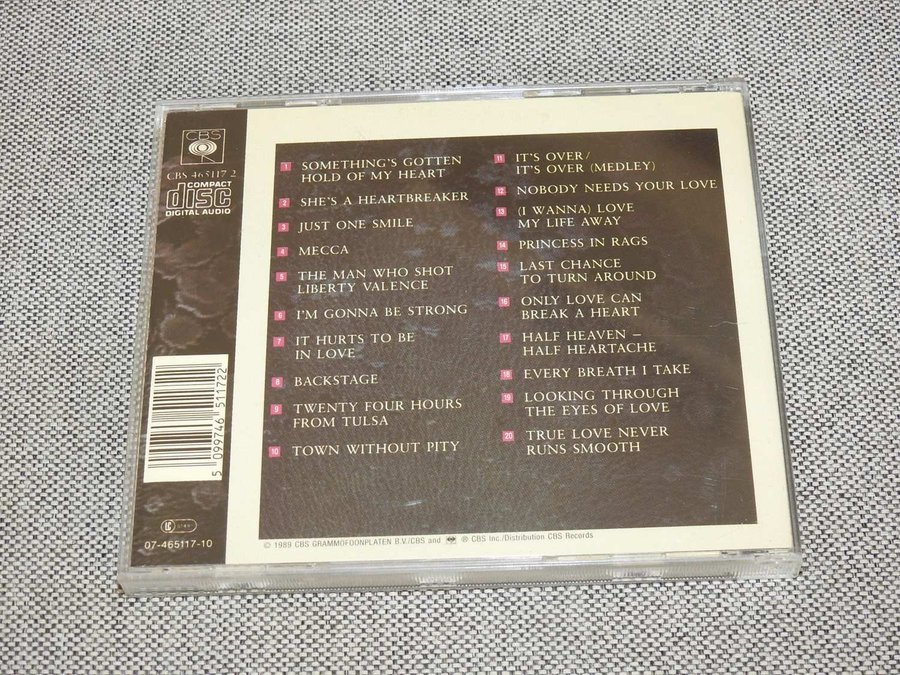 CBS
CBS 465117 2
COMPACT
disc
DIGITAL AUDIO
5 099746 511722
LC
07-465117-10
1 SOMETHING'S GOTTEN
HOLD OF MY HEART
2 SHE'S A HEARTBREAKER
3 JUST ONE SMILE
4 MECCA
5 THE MAN WHO SHOT
LIBERTY VALENCE
6 I'M GONNA BE STRONG
7 IT HURTS TO BE
IN LOVE
8 BACKSTAGE
9 TWENTY FOUR HOURS
FROM TULSA
10 TOWN WITHOUT PITY
11 IT'S OVER/
IT'S OVER (MEDLEY)
12 NOBODY NEEDS YOUR LOVE
13 (I WANNA) LOVE
MY LIFE AWAY
14 PRINCESS IN RAGS
15 LAST CHANCE
TO TURN AROUND
16 ONLY LOVE CAN
BREAK A HEART
17 HALF HEAVEN –
HALF HEARTACHE
18 EVERY BREATH I TAKE
19 LOOKING THROUGH
THE EYES OF LOVE
20 TRUE LOVE NEVER
RUNS SMOOTH
© 1989 CBS GRAMMOFOONPLATEN B.V./CBS and ℗ CBS Inc./Distribution CBS Records